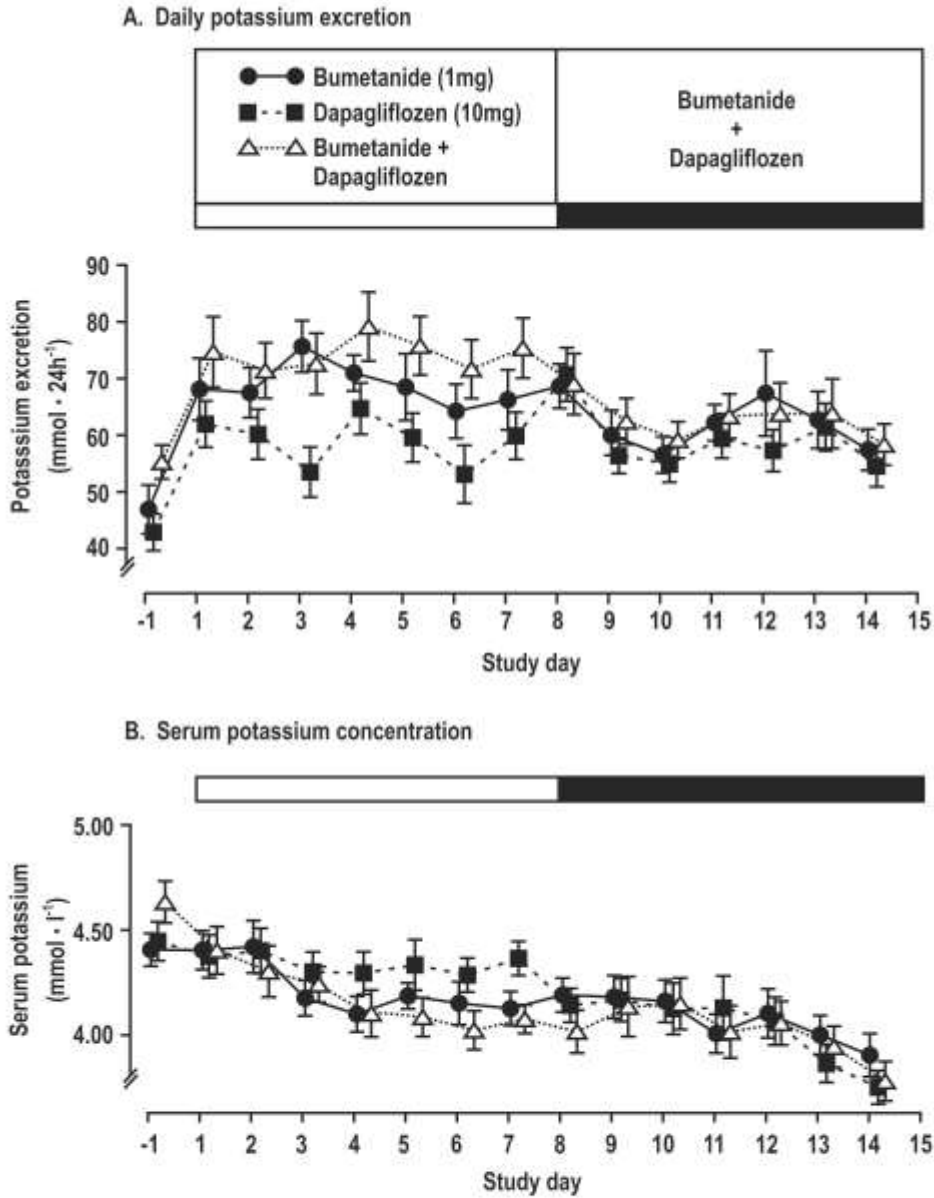 A. Daily potassium excretion
Bumetanide (1mg)
Dapagliflozen (10mg)
Bumetanide +
Dapagliflozen
Bumetanide
+
Dapagliflozen
Potasssium excretion
(mmol · 24h⁻¹)
90
80
70
60
50
40
-1 1 2 3 4 5 6 7 8 9 10 11 12 13 14 15
Study day
B. Serum potassium concentration
Serum potassium
(mmol · l⁻¹)
5.00
4.50
4.00
-1 1 2 3 4 5 6 7 8 9 10 11 12 13 14 15
Study day